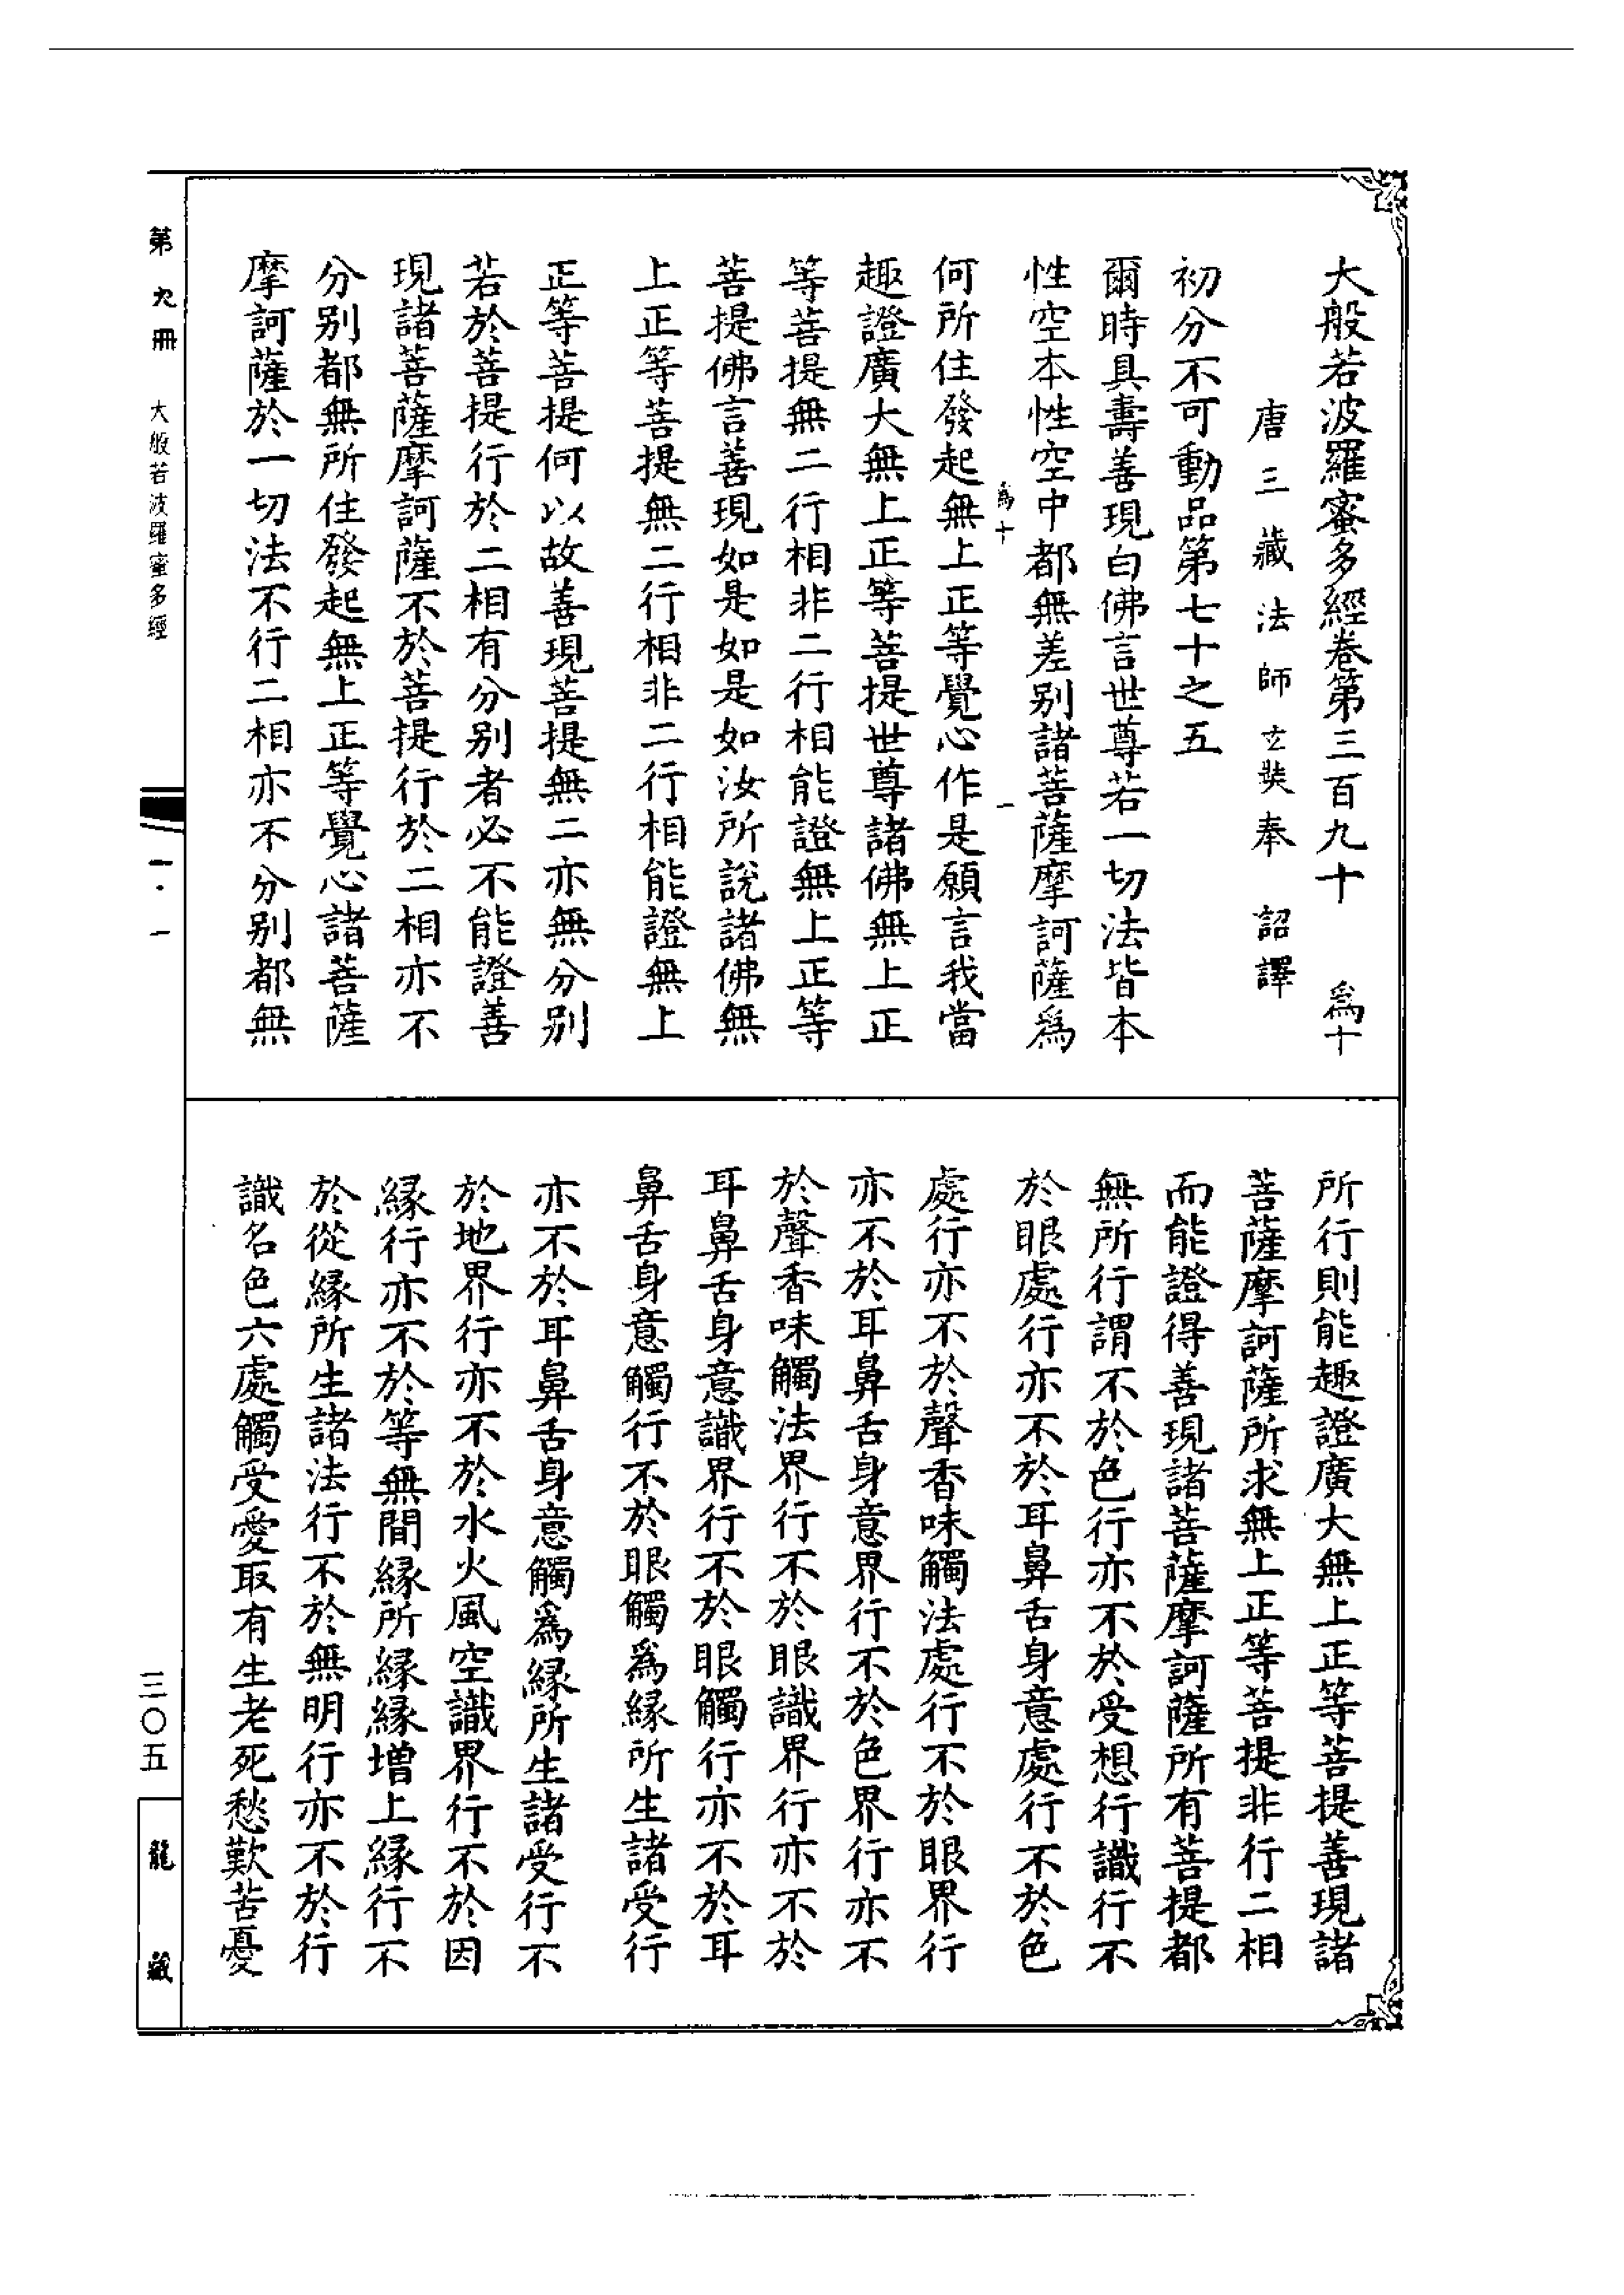 大般若波羅蜜多經卷第三百九十　爲十
唐三藏法師玄奘奉　詔譯
初分不可動品第七十之五
爾時具壽善現白佛言世尊若一切法皆本
性空本性空中都無差别諸菩薩摩訶薩爲
爲十　一
何所住發起無上正等覺心作是願言我當
趣證廣大無上正等菩提世尊諸佛無上正
等菩提無二行相非二行相能證無上正等
菩提佛言善現如是如是如汝所說諸佛無
上正等菩提無二行相非二行相能證無上
正等菩提何以故善現菩提無二亦無分别
若於菩提行於二相有分别者必不能證善
現諸菩薩摩訶薩不於菩提行於二相亦不
分别都無所住發起無上正等覺心諸菩薩
摩訶薩於一切法不行二相亦不分别都無
所行則能趣證廣大無上正等菩提善現諸
菩薩摩訶薩所求無上正等菩提非行二相
而能證得善現諸菩薩摩訶薩所有菩提都
無所行謂不於色行亦不於受想行識行不
於眼處行亦不於耳鼻舌身意處行不於色
處行亦不於聲香味觸法處行不於眼界行
亦不於耳鼻舌身意界行不於色界行亦不
於聲香味觸法界行不於眼識界行亦不於
耳鼻舌身意識界行不於眼觸行亦不於耳
鼻舌身意觸行不於眼觸爲緣所生諸受行
亦不於耳鼻舌身意觸爲緣所生諸受行不
於地界行亦不於水火風空識界行不於因
緣行亦不於等無間緣所緣緣增上緣行不
於從緣所生諸法行不於無明行亦不於行
識名色六處觸受愛取有生老死愁歎苦憂
第九冊　大般若波羅蜜多經
一·一
三〇五
龍藏